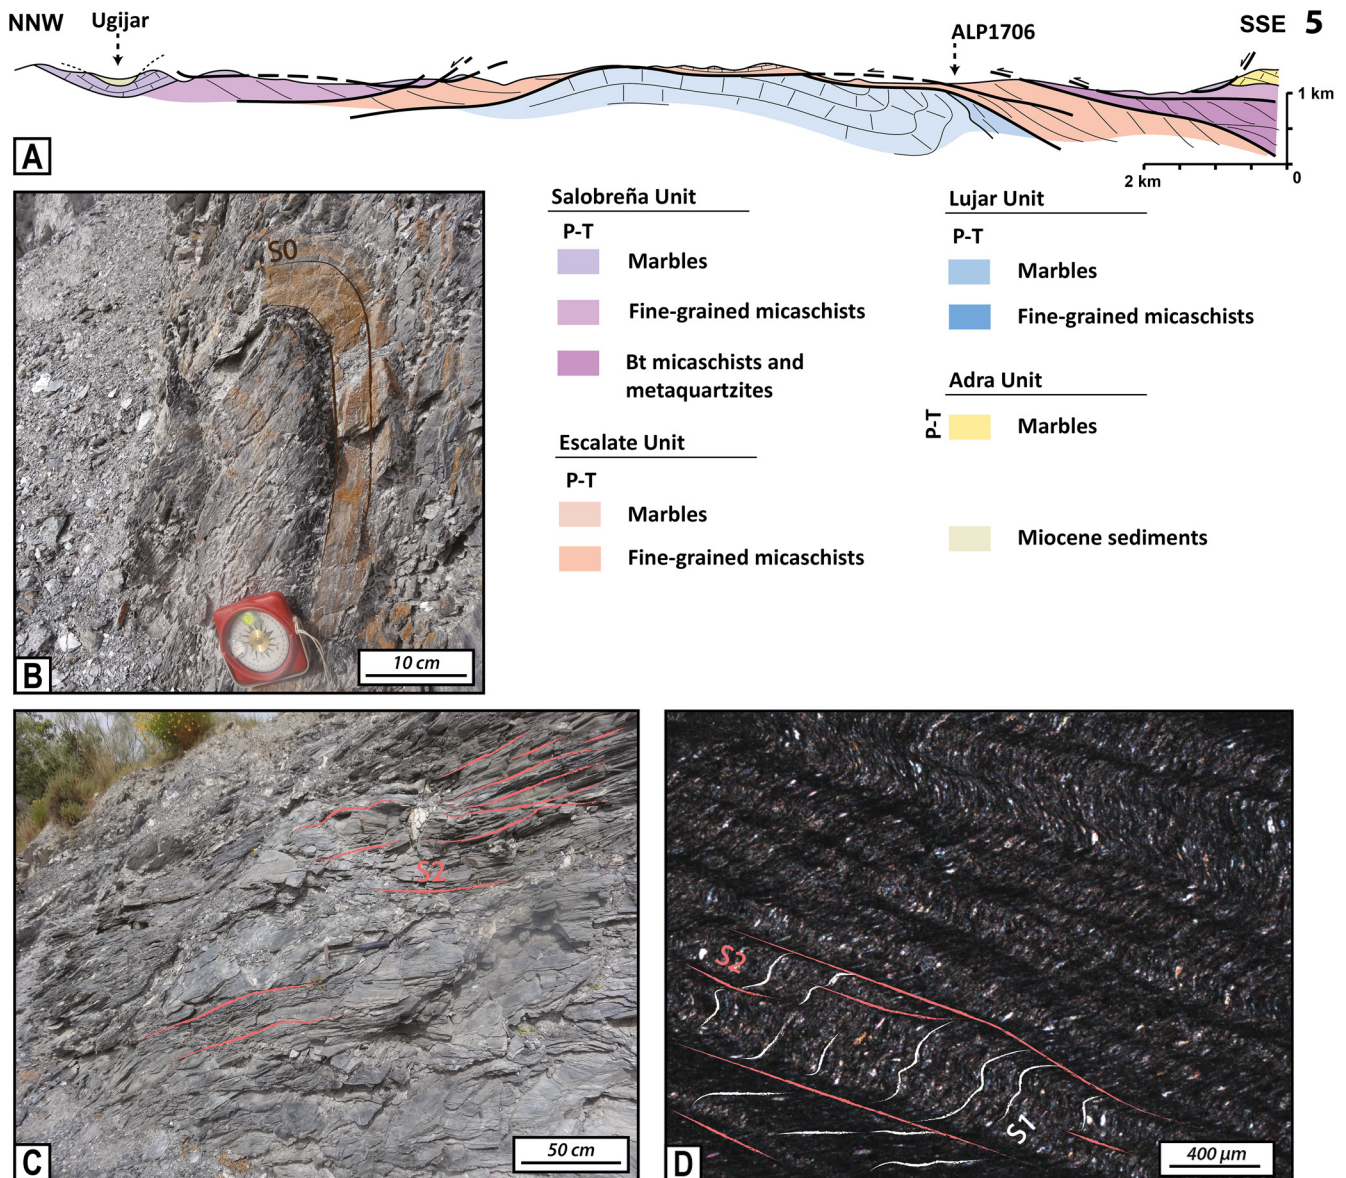 NNW Ugijar ALP1706 SSE 5
1 km
2 km 0
A
Salobreña Unit
P-T
Marbles
Fine-grained micaschists
Bt micaschists and
metaquartzites
Escalate Unit
P-T
Marbles
Fine-grained micaschists
Lujar Unit
P-T
Marbles
Fine-grained micaschists
Adra Unit
P-T
Marbles
Miocene sediments
S0
10 cm
B
S2
50 cm
C
S2
S1
400 µm
D